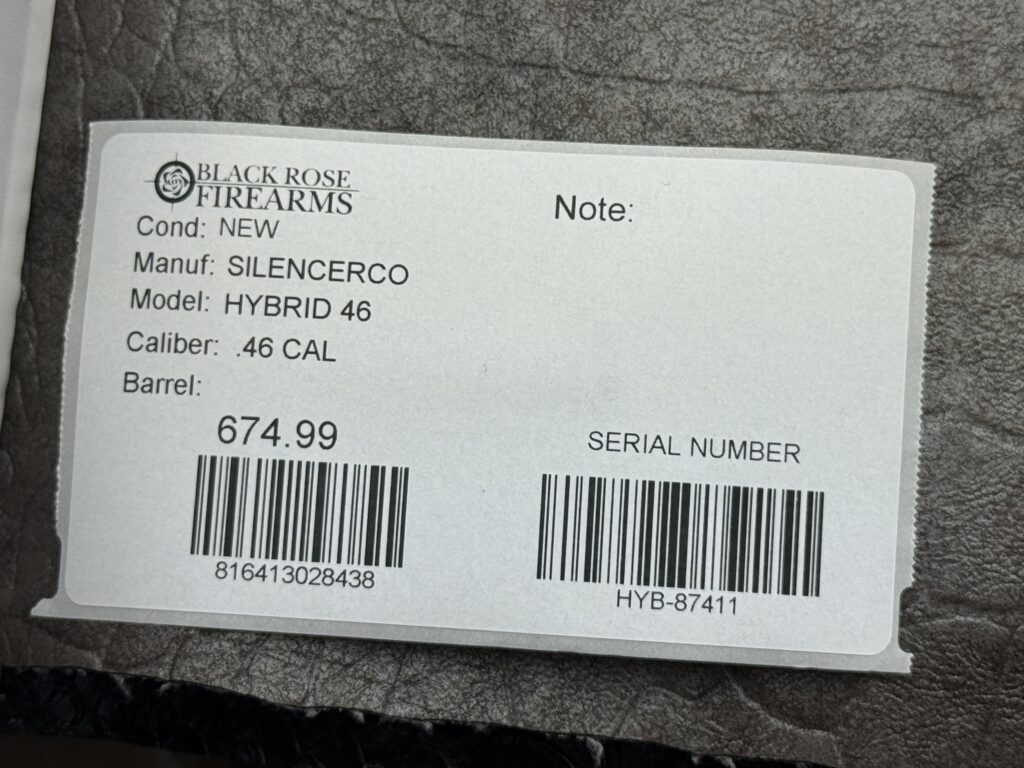 BLACK ROSE
FIREARMS
Cond: NEW
Manuf: SILENCERCO
Model: HYBRID 46
Caliber: .46 CAL
Barrel:
674.99
816413028438
Note:
SERIAL NUMBER
HYB-87411